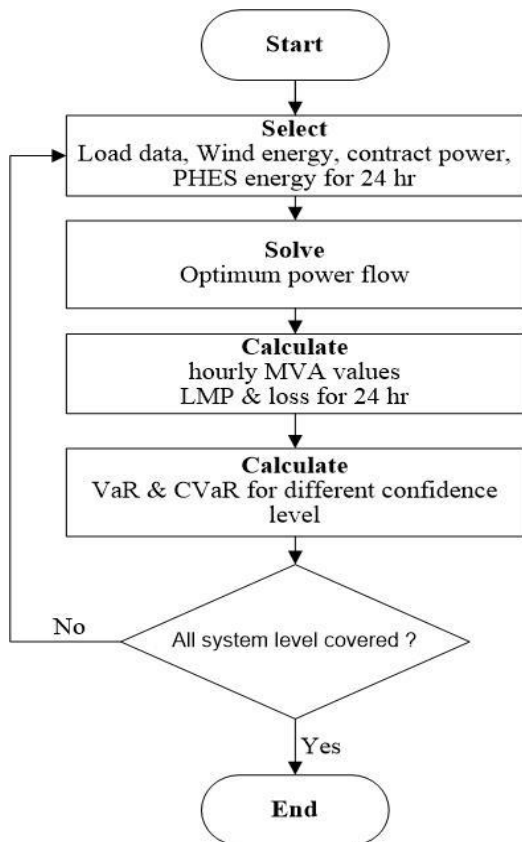 Start
Select
Load data, Wind energy, contract power,
PHES energy for 24 hr
Solve
Optimum power flow
Calculate
hourly MVA values
LMP & loss for 24 hr
Calculate
VaR & CVaR for different confidence
level
No
All system level covered ?
Yes
End